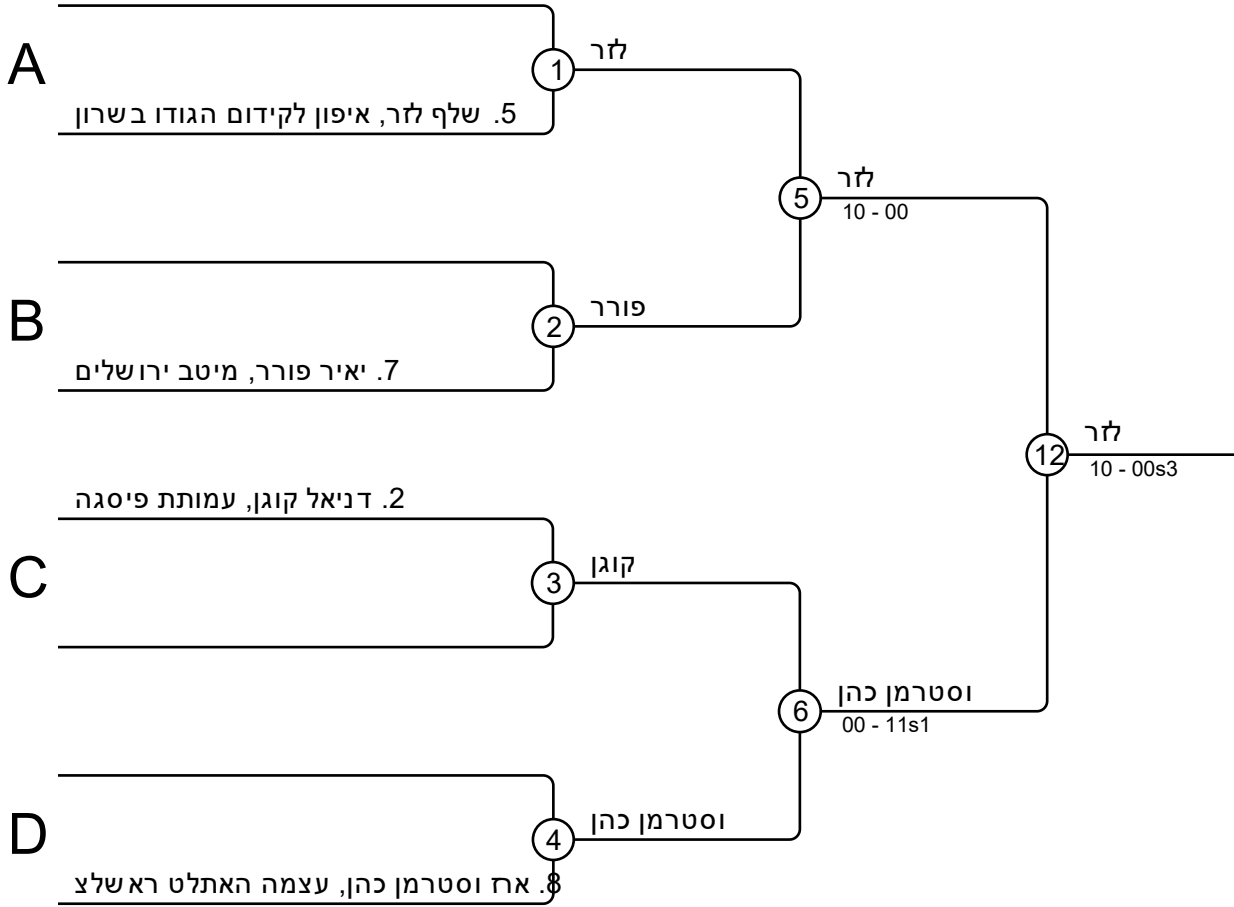 A
1
לזר
5. שלף לזר, איפון לקידום הגודו בשרון
5
לזר
10 - 00
B
2
פורר
7. יאיר פורר, מיטב ירושלים
12
לזר
10 - 00s3
2. דניאל קוגן, עמותת פיסגה
C
3
קוגן
6
וסטרמן כהן
00 - 11s1
D
4
וסטרמן כהן
8. ארז וסטרמן כהן, עצמה האתלט ראשלצ